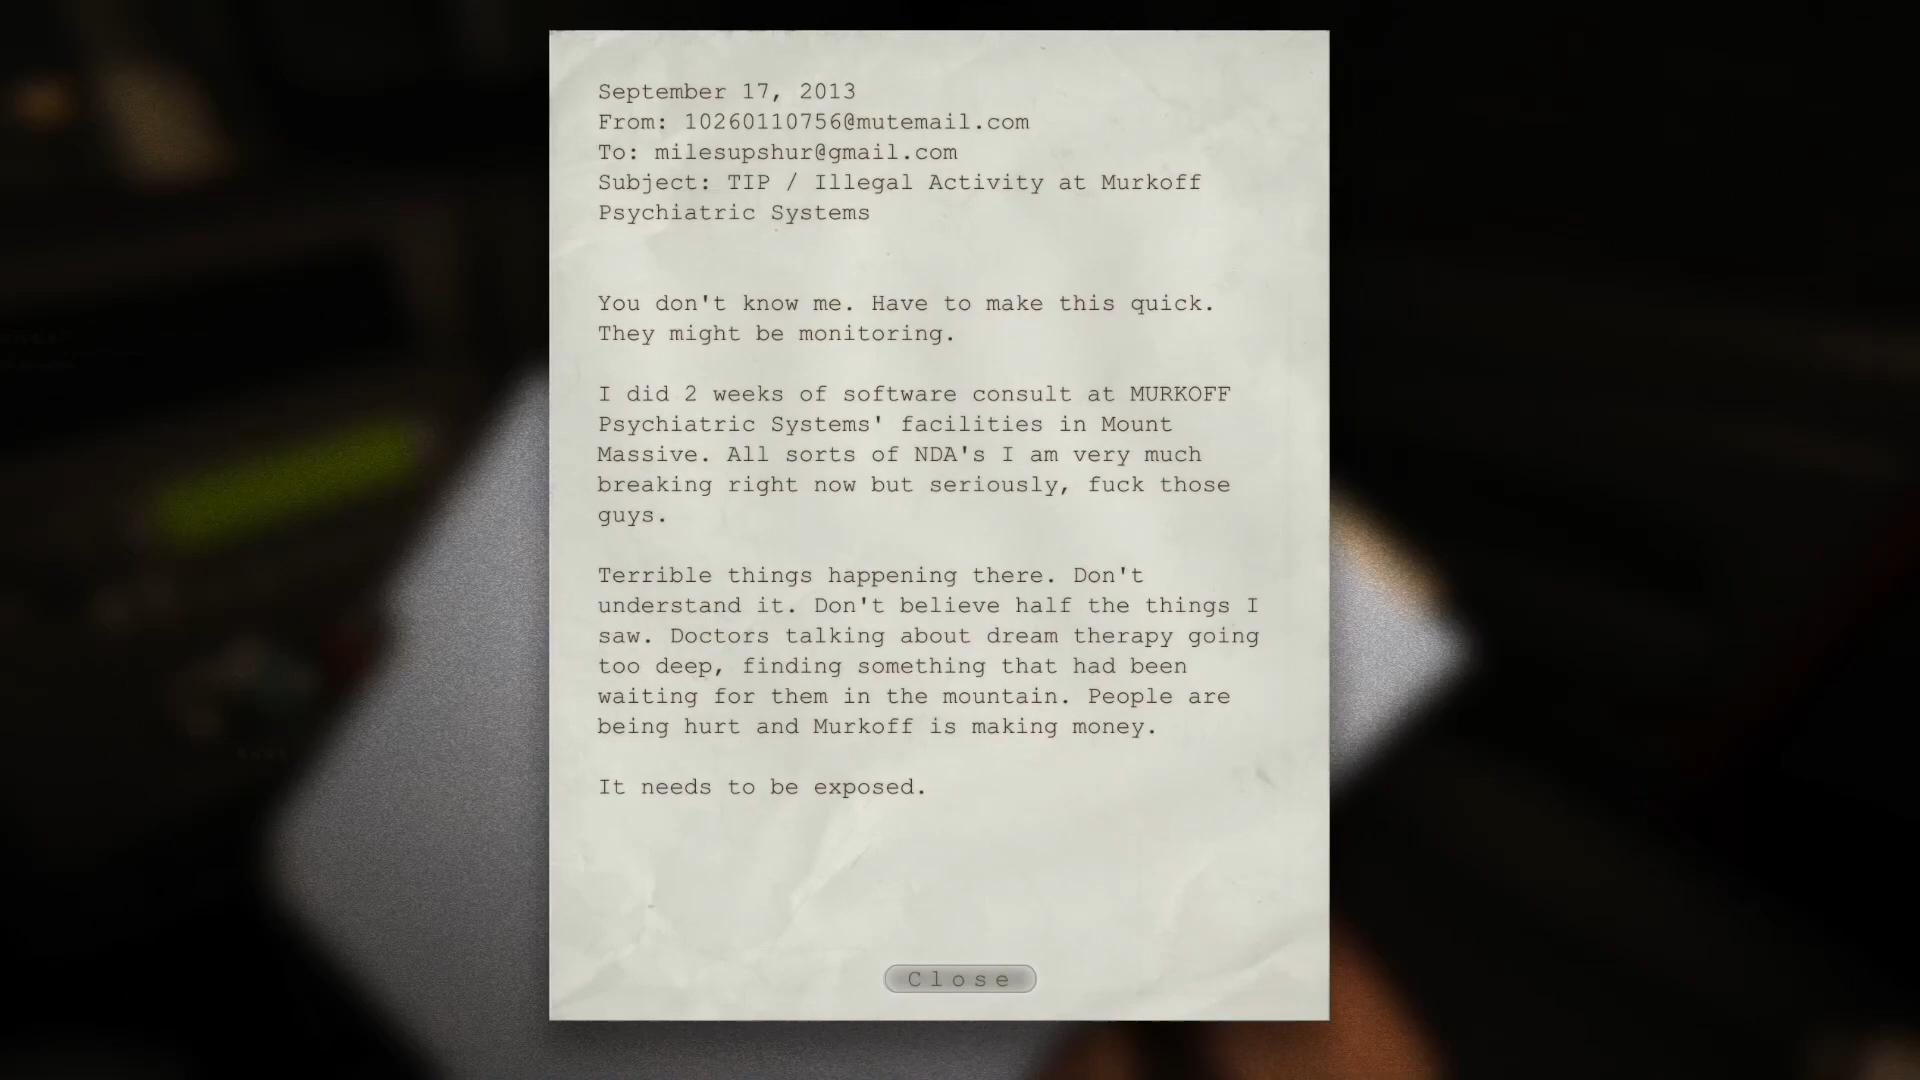 September 17, 2013
From: 10260110756@mutemail.com
To: milesupshur@gmail.com
Subject: TIP / Illegal Activity at Murkoff
Psychiatric Systems
You don't know me. Have to make this quick.
They might be monitoring.
I did 2 weeks of software consult at MURKOFF
Psychiatric Systems' facilities in Mount
Massive. All sorts of NDA's I am very much
breaking right now but seriously, fuck those
guys.
Terrible things happening there. Don't
understand it. Don't believe half the things I
saw. Doctors talking about dream therapy going
too deep, finding something that had been
waiting for them in the mountain. People are
being hurt and Murkoff is making money.
It needs to be exposed.
Close